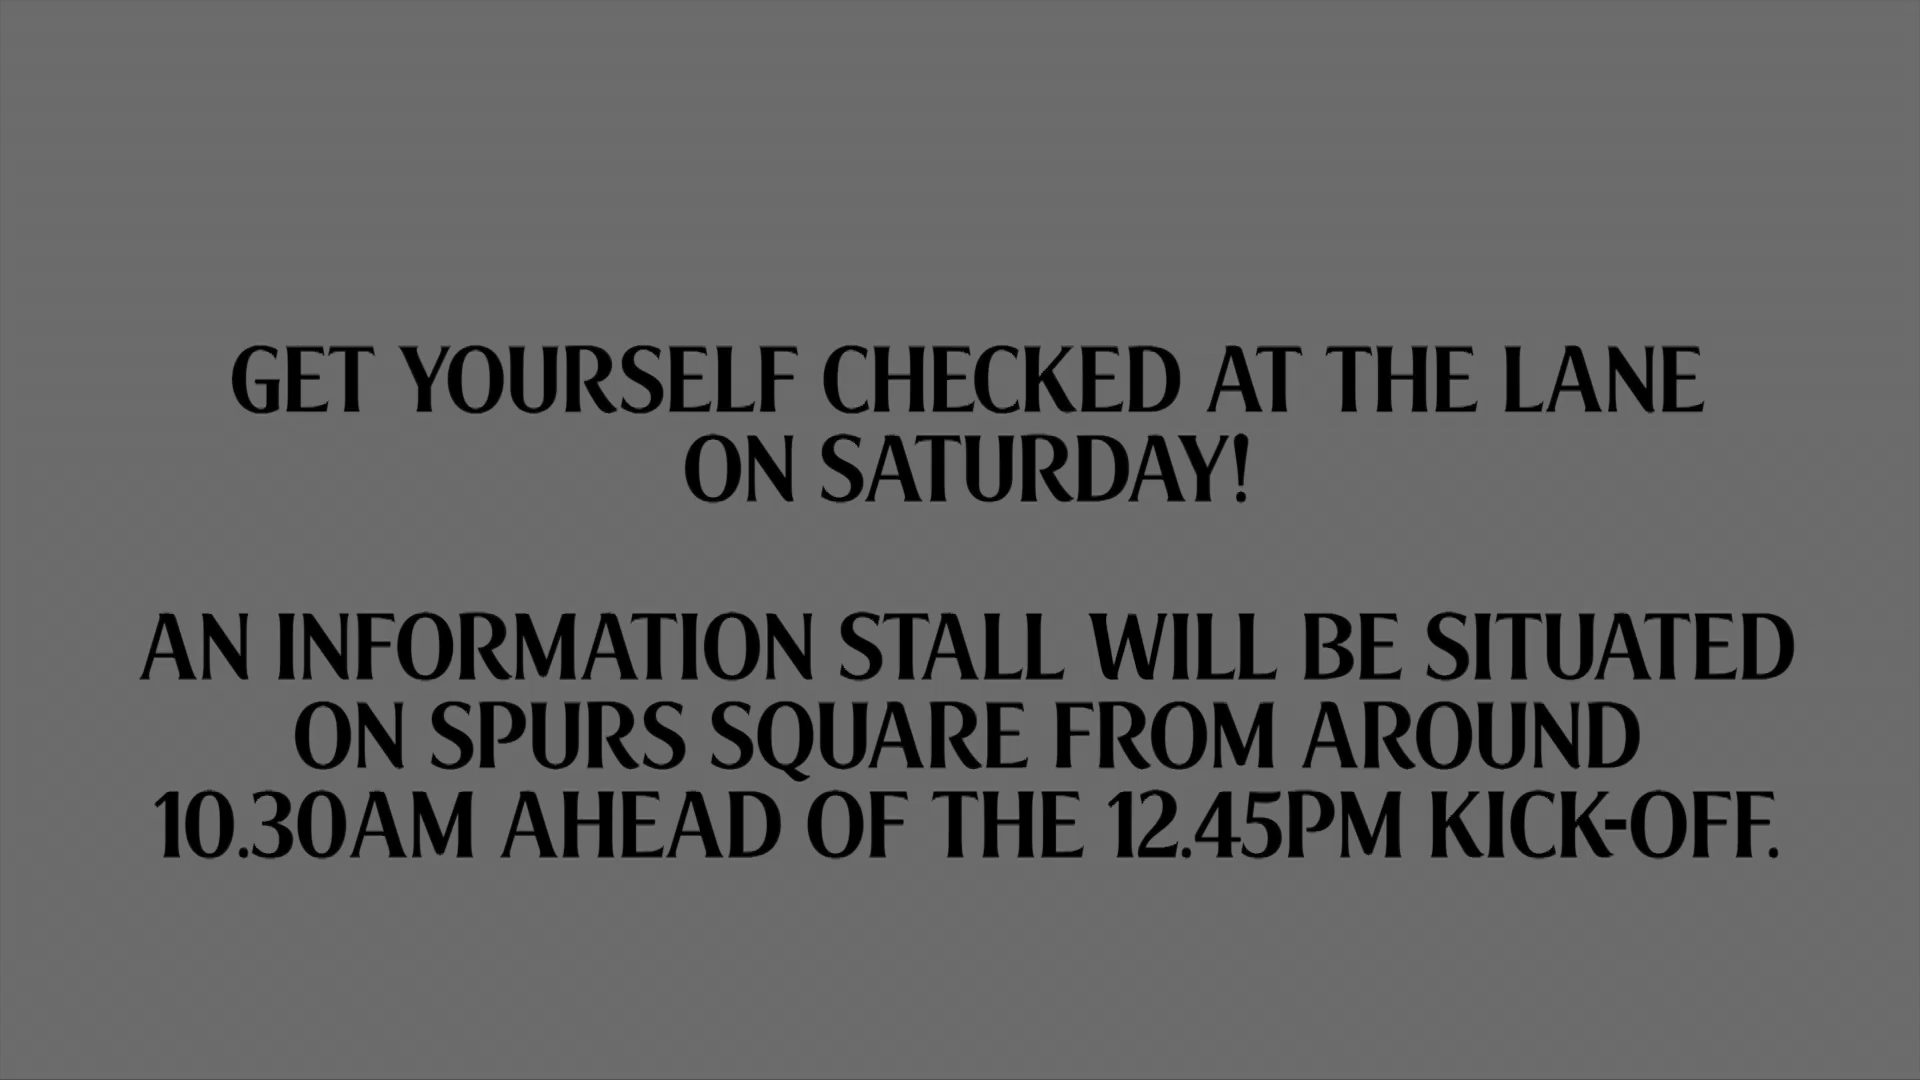 GET YOURSELF CHECKED AT THE LANE
ON SATURDAY!
AN INFORMATION STALL WILL BE SITUATED
ON SPURS SQUARE FROM AROUND
10.30AM AHEAD OF THE 12.45PM KICK-OFF.